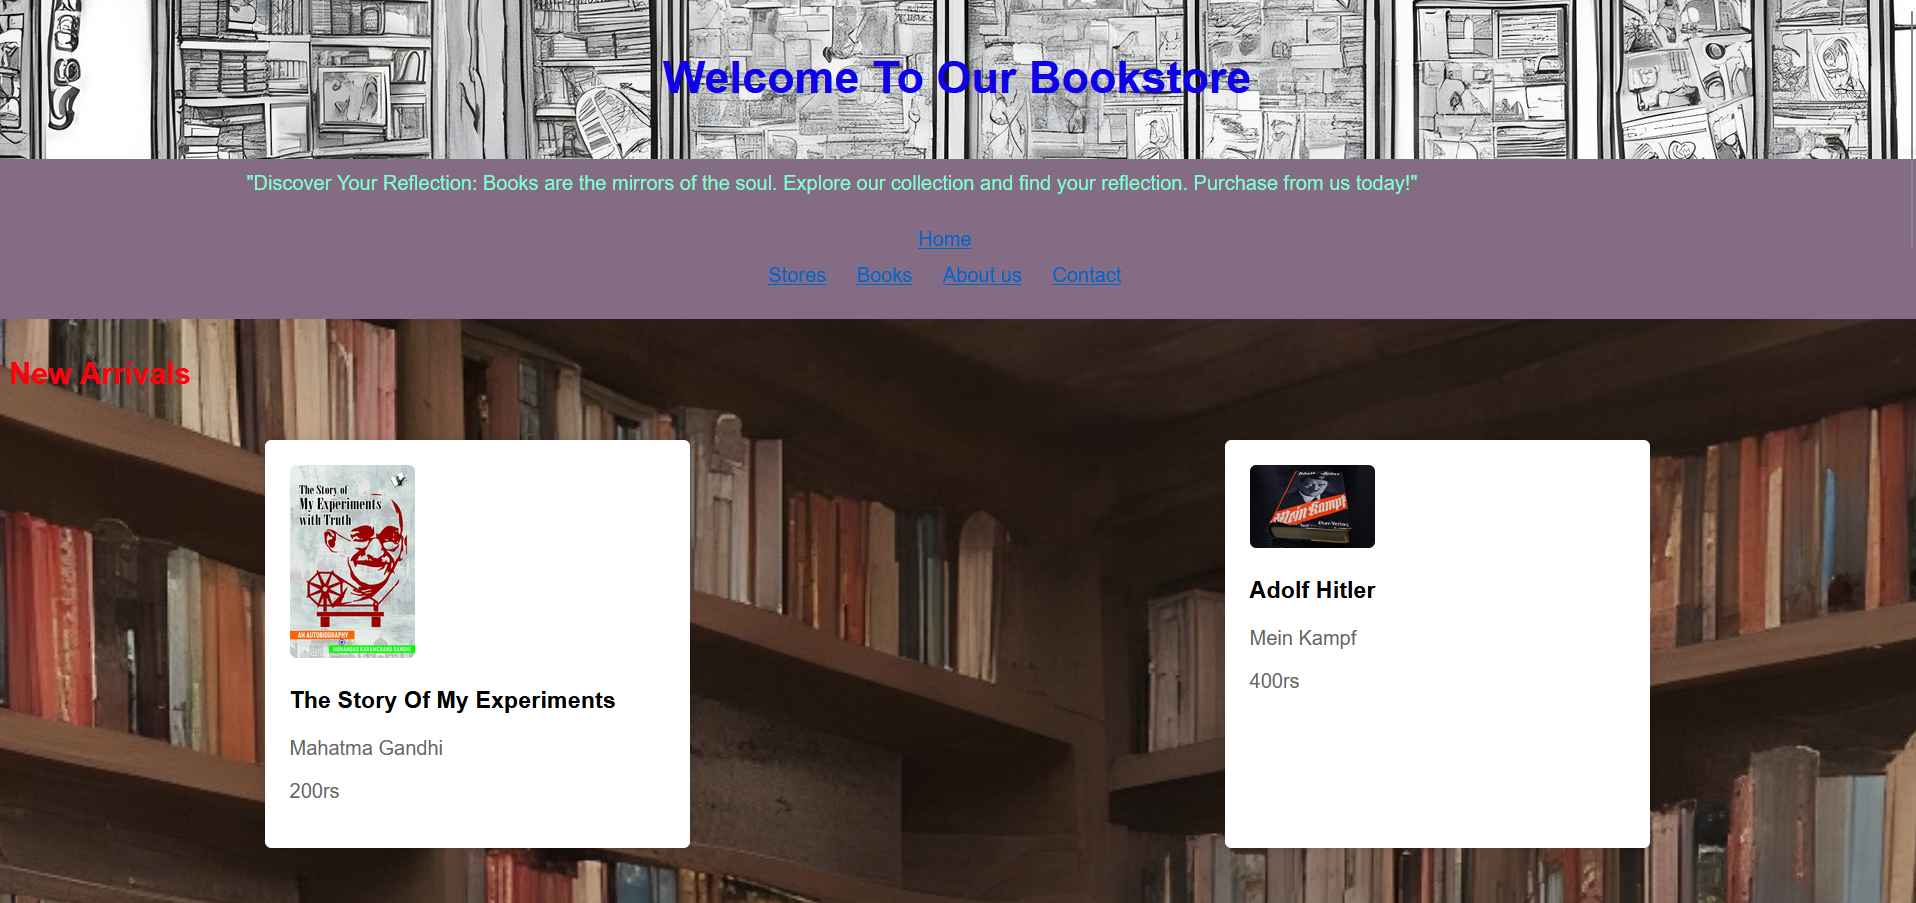 Welcome To Our Bookstore
"Discover Your Reflection: Books are the mirrors of the soul. Explore our collection and find your reflection. Purchase from us today!"
Home
Stores Books About us Contact
New Arrivals
The Story of
My Experiments
with Truth
AN AUTOBIOGRAPHY
MOHANDAS KARAMCHAND GANDHI
The Story Of My Experiments
Mahatma Gandhi
200rs
Adolf Hitler
Mein Kampf
Adolf Hitler
Mein Kampf
400rs